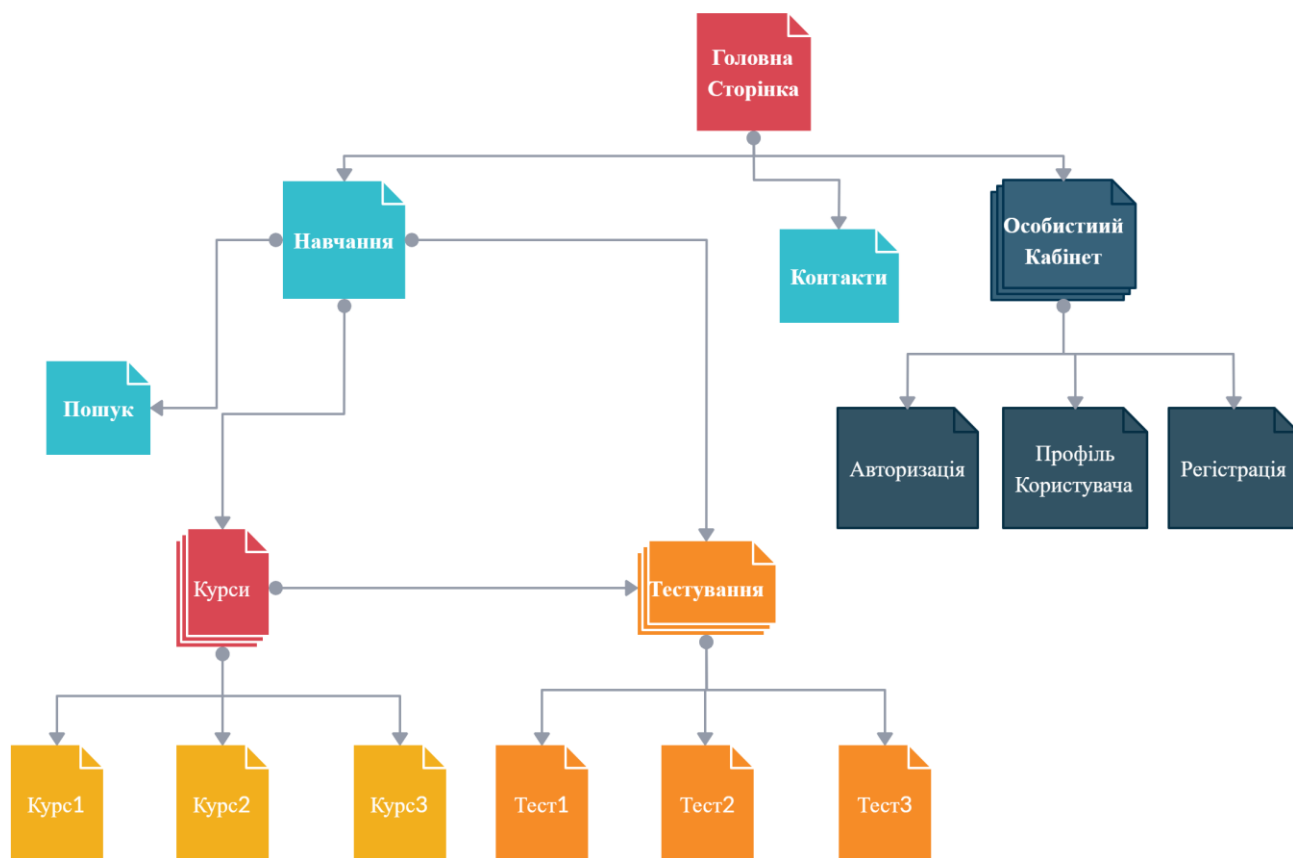 Головна
Сторінка
Навчання
Контакти
Особистиий
Кабінет
Пошук
Авторизація
Профіль
Користувача
Регістрація
Курси
Тестування
Курс1
Курс2
Курс3
Тест1
Тест2
Тест3